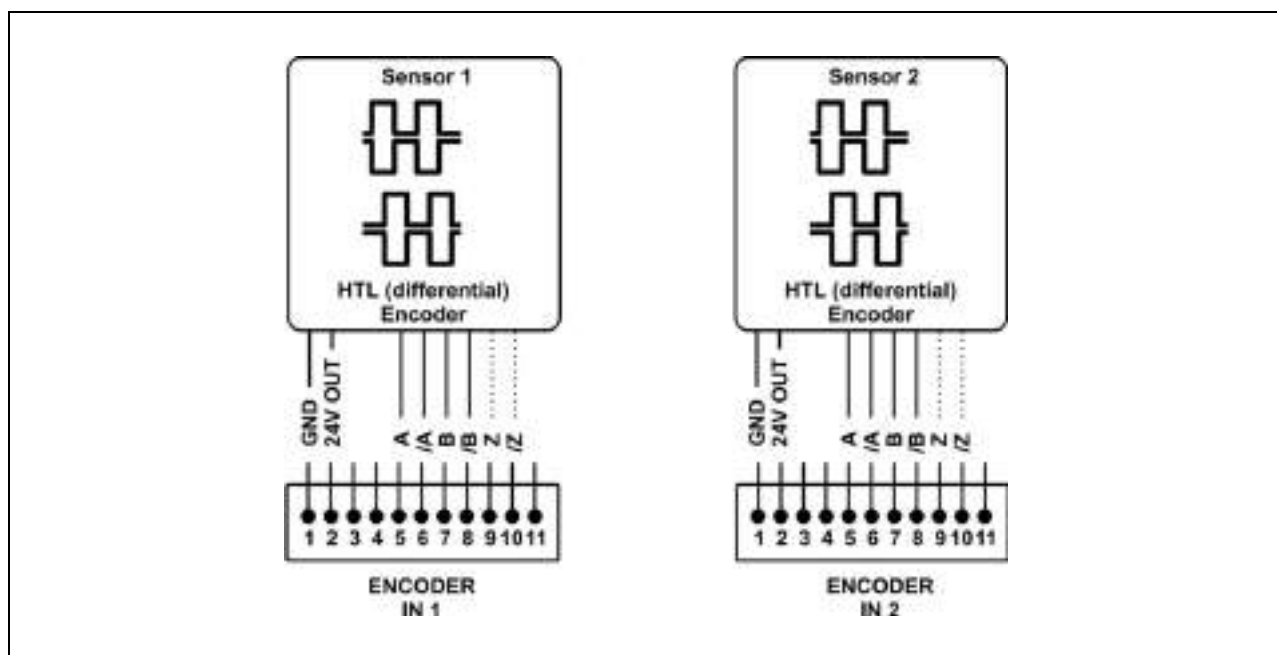 Sensor 1
HTL (differential)
Encoder
GND
24V OUT
A
/A
B
/B
Z
/Z
1 2 3 4 5 6 7 8 9 10 11
ENCODER
IN 1
Sensor 2
HTL (differential)
Encoder
GND
24V OUT
A
/A
B
/B
Z
/Z
1 2 3 4 5 6 7 8 9 10 11
ENCODER
IN 2